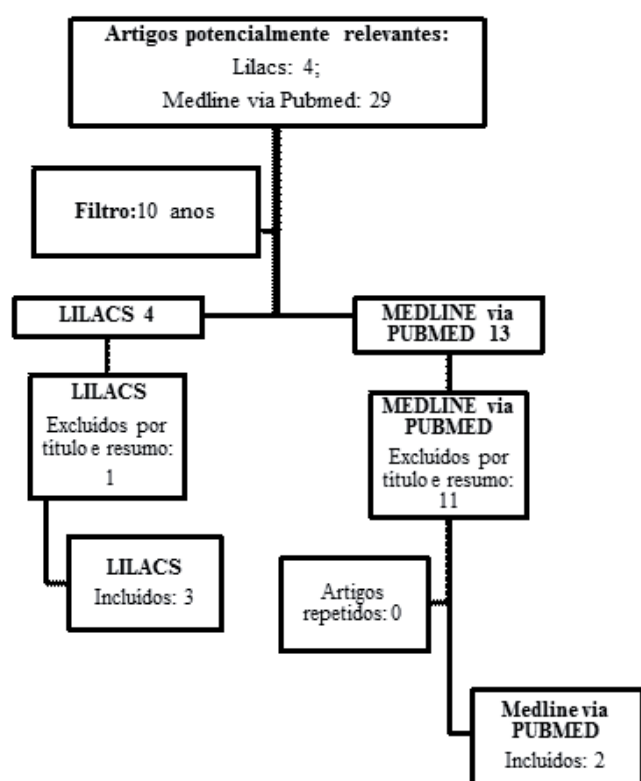 Artigos potencialmente relevantes:
Lilacs: 4;
Medline via Pubmed: 29
Filtro:10 anos
LILACS 4
MEDLINE via
PUBMED 13
LILACS
Excluídos por
título e resumo:
1
MEDLINE via
PUBMED
Excluídos por
título e resumo:
11
LILACS
Incluídos: 3
Artigos
repetidos: 0
Medline via
PUBMED
Incluídos: 2